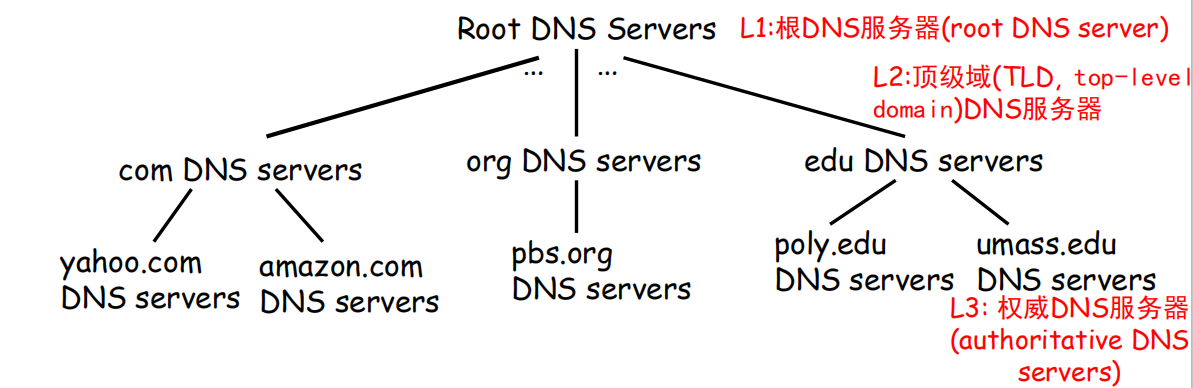 Root DNS Servers
L1:根DNS服务器(root DNS server)
... ...
L2:顶级域(TLD, top-level
domain)DNS服务器
com DNS servers
org DNS servers
edu DNS servers
yahoo.com
DNS servers
amazon.com
DNS servers
pbs.org
DNS servers
poly.edu
DNS servers
umass.edu
DNS servers
L3: 权威DNS服务器
(authoritative DNS
servers)